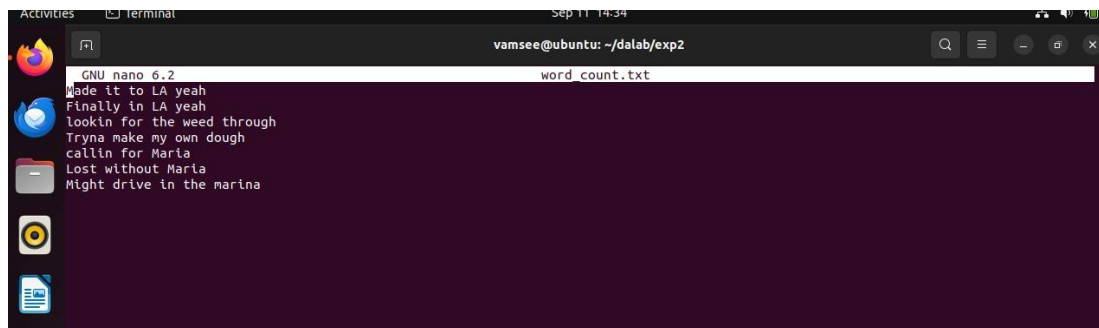 Activities Terminal Sep 11 14:34
vamsee@ubuntu: ~/dalab/exp2
GNU nano 6.2 word_count.txt
Made it to LA yeah
Finally in LA yeah
lookin for the weed through
Tryna make my own dough
callin for Maria
Lost without Maria
Might drive in the marina